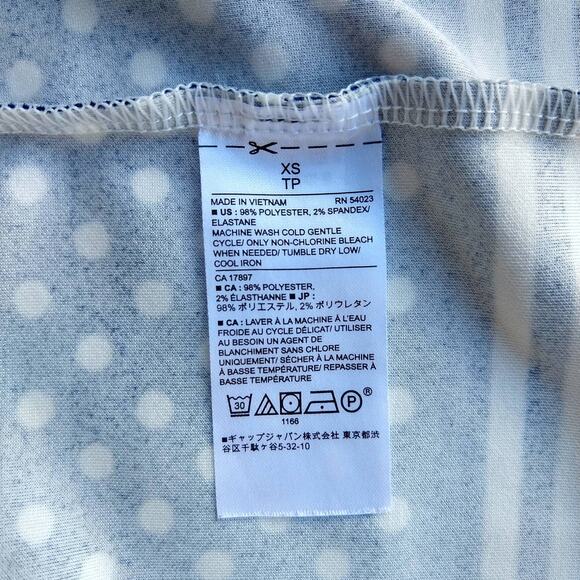 XS
TP
MADE IN VIETNAM RN 54023
■ US : 98% POLYESTER, 2% SPANDEX/
ELASTANE
MACHINE WASH COLD GENTLE
CYCLE/ ONLY NON-CHLORINE BLEACH
WHEN NEEDED/ TUMBLE DRY LOW/
COOL IRON
CA 17897
■ CA : 98% POLYESTER,
2% ÉLASTHANNE ■ JP :
98% ポリエステル, 2% ポリウレタン
■ CA : LAVER À LA MACHINE À L'EAU
FROIDE AU CYCLE DÉLICAT/ UTILISER
AU BESOIN UN AGENT DE
BLANCHIMENT SANS CHLORE
UNIQUEMENT/ SÉCHER À LA MACHINE
À BASSE TEMPÉRATURE/ REPASSER À
BASSE TEMPÉRATURE
30 P ®
1166
■ギャップジャパン株式会社 東京都渋
谷区千駄ヶ谷5-32-10